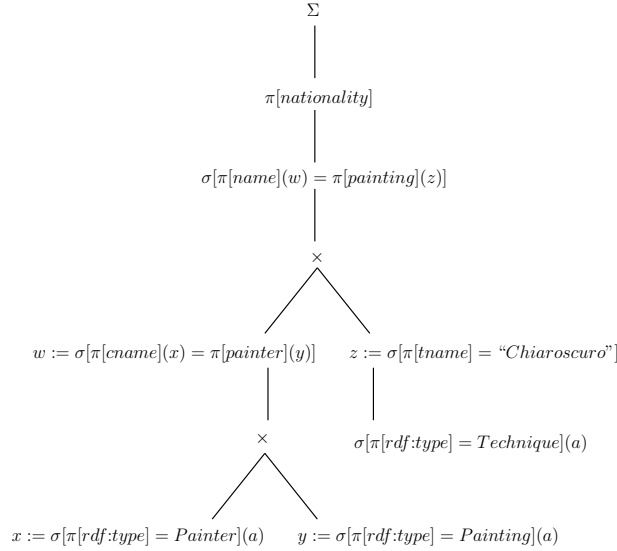 Σ
π[nationality]
σ[π[name](w) = π[painting](z)]
×
w := σ[π[cname](x) = π[painter](y)] z := σ[π[tname] = “Chiaroscuro”]
× σ[π[rdf:type] = Technique](a)
x := σ[π[rdf:type] = Painter](a) y := σ[π[rdf:type] = Painting](a)